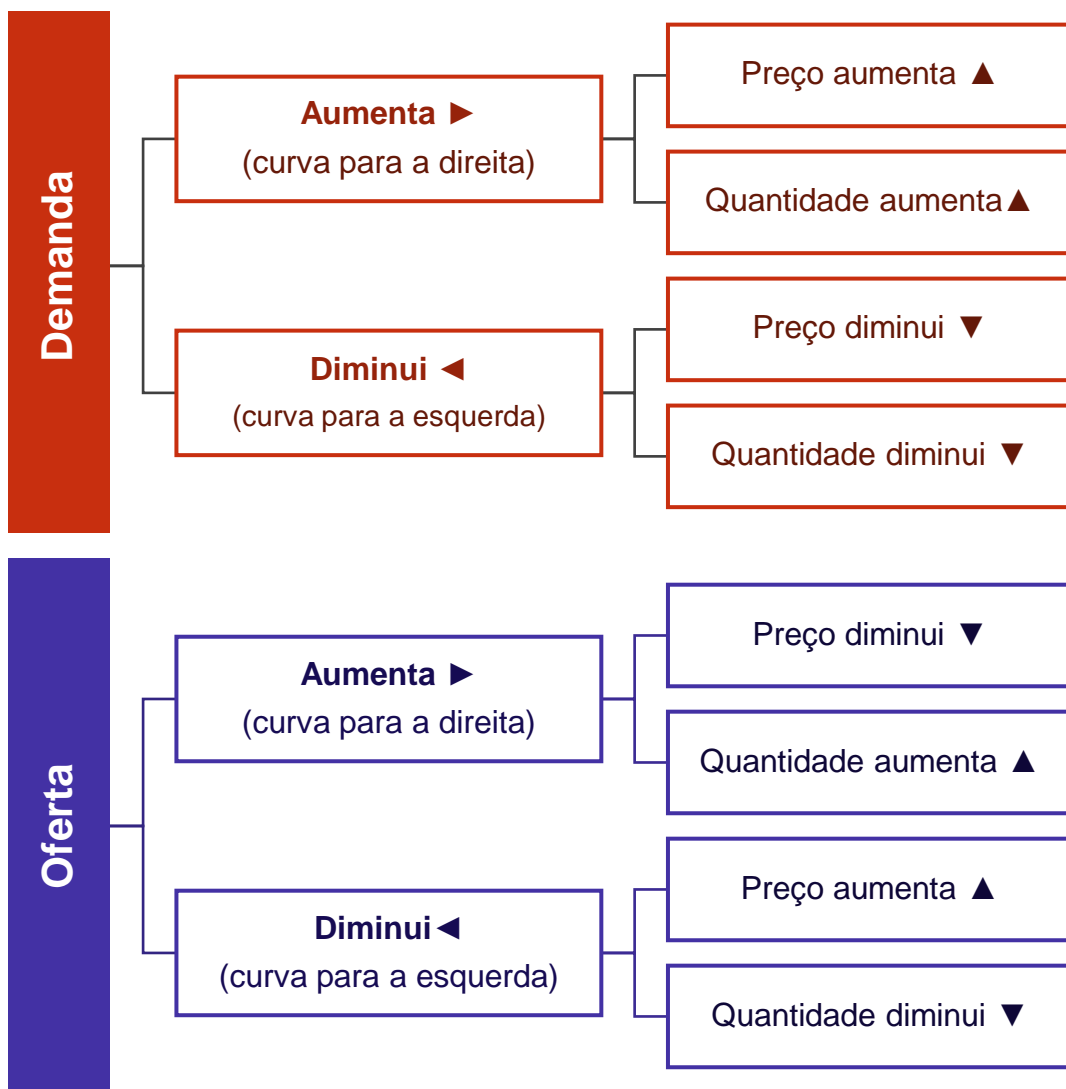 Demanda
Aumenta ►
(curva para a direita)
Preço aumenta ▲
Quantidade aumenta▲
Diminui ◄
(curva para a esquerda)
Preço diminui ▼
Quantidade diminui ▼
Oferta
Aumenta ►
(curva para a direita)
Preço diminui ▼
Quantidade aumenta ▲
Diminui◄
(curva para a esquerda)
Preço aumenta ▲
Quantidade diminui ▼